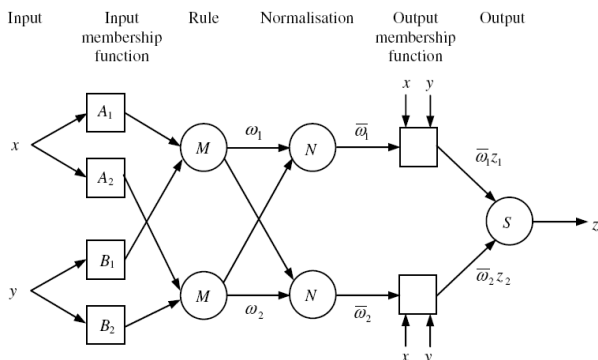 Input Input membership function Rule Normalisation Output membership function Output
x y
A₁
x M ω₁ N ω̅₁
A₂ ω̅₁z₁
S z
B₁
y ω̅₂z₂
M ω₂ N ω̅₂
B₂
x y